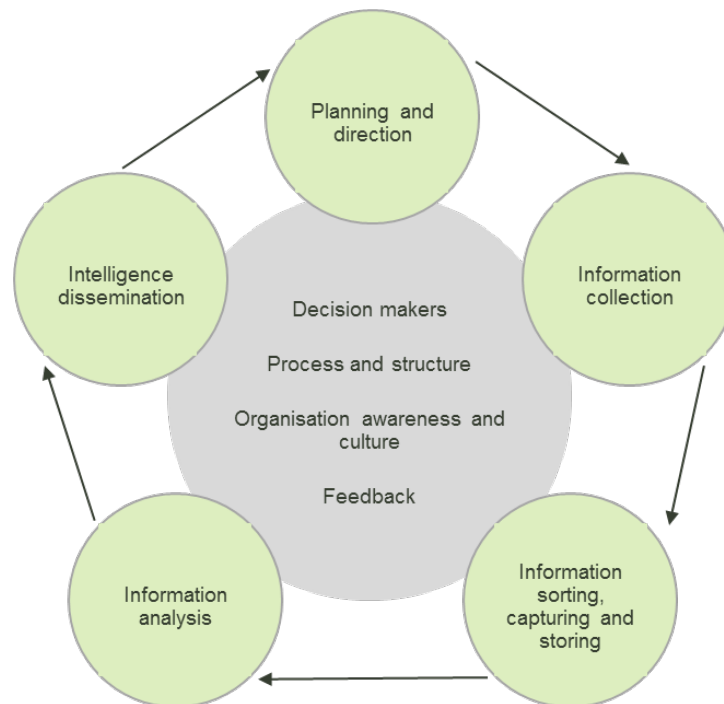 Planning and
direction
Information
collection
Information
sorting,
capturing and
storing
Information
analysis
Intelligence
dissemination
Decision makers
Process and structure
Organisation awareness and
culture
Feedback